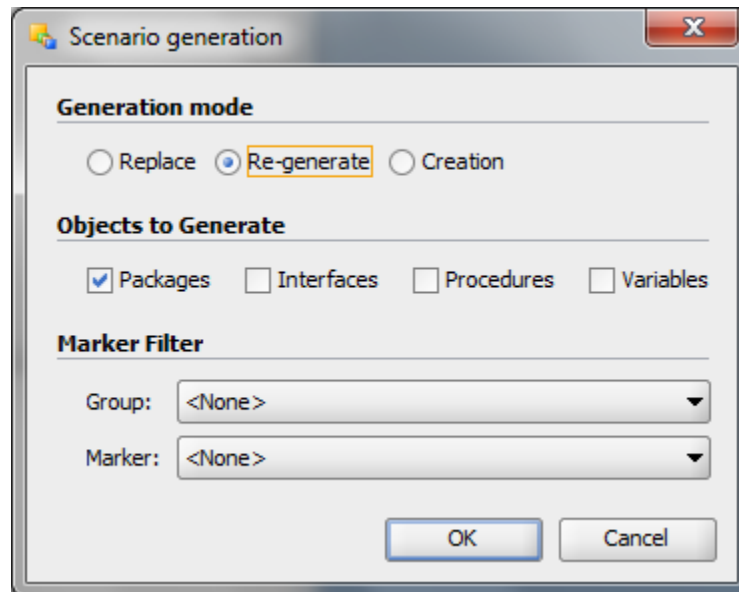 Scenario generation
Generation mode
Replace Re-generate Creation
Objects to Generate
Packages Interfaces Procedures Variables
Marker Filter
Group: <None>
Marker: <None>
OK Cancel